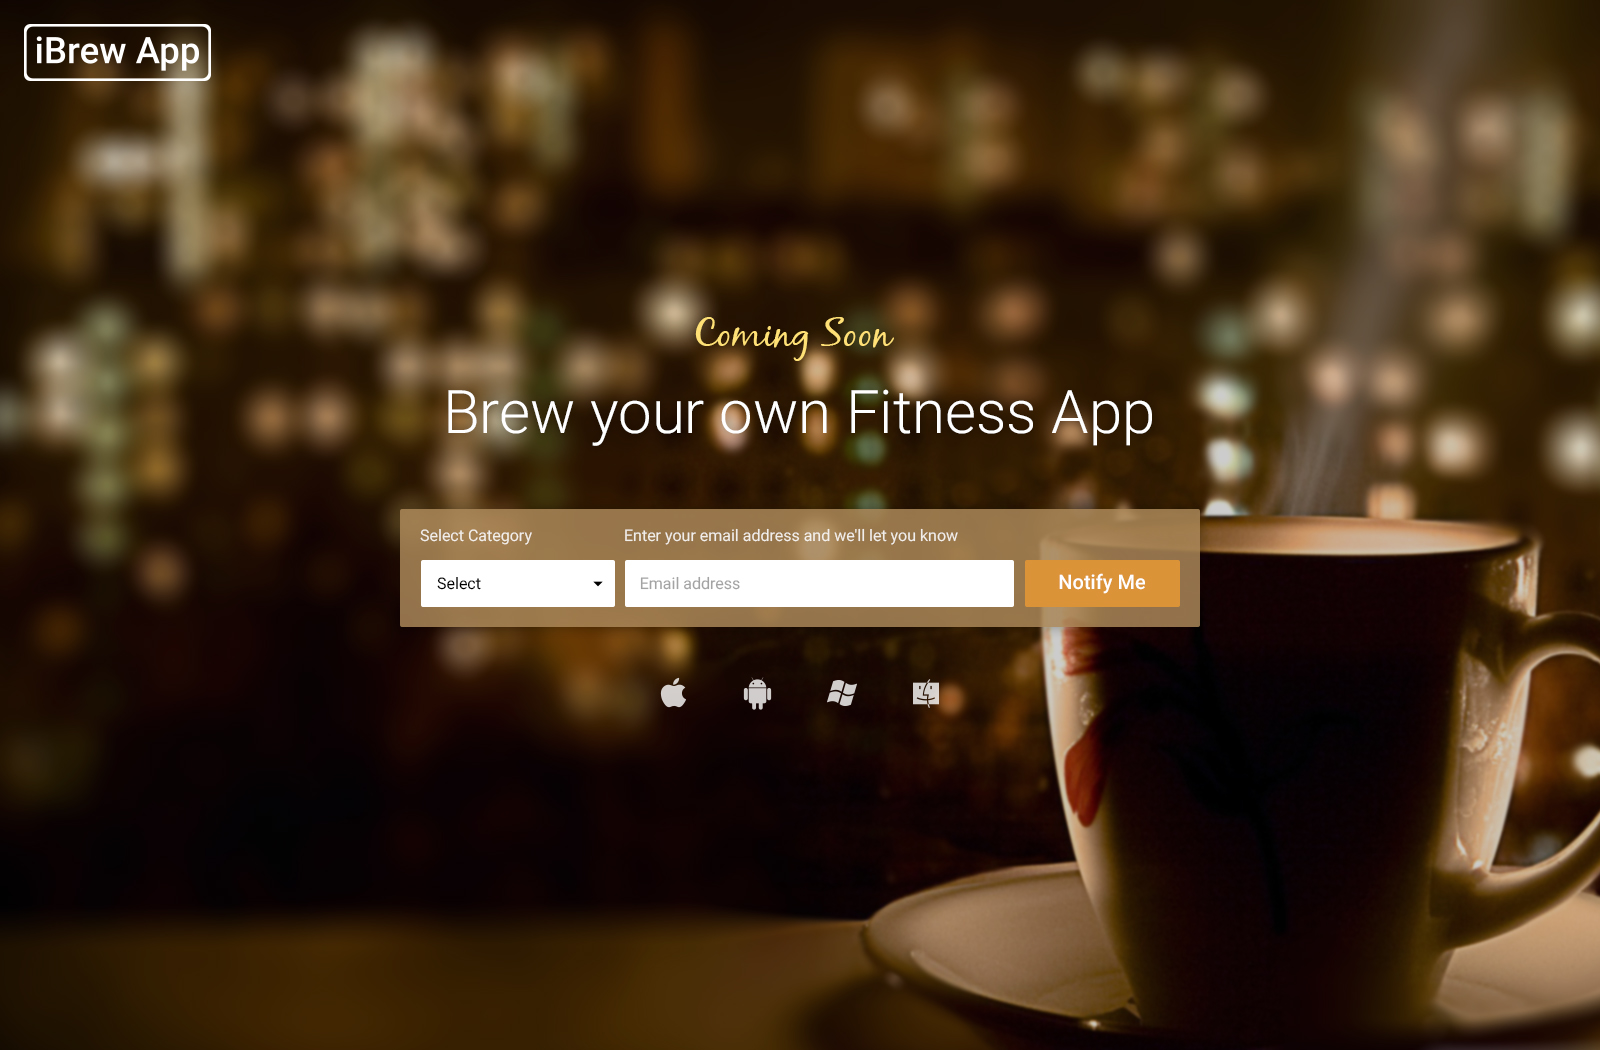 iBrew App
Coming Soon
Brew your own Fitness App
Select Category
Enter your email address and we'll let you know
Select
Email address
Notify Me